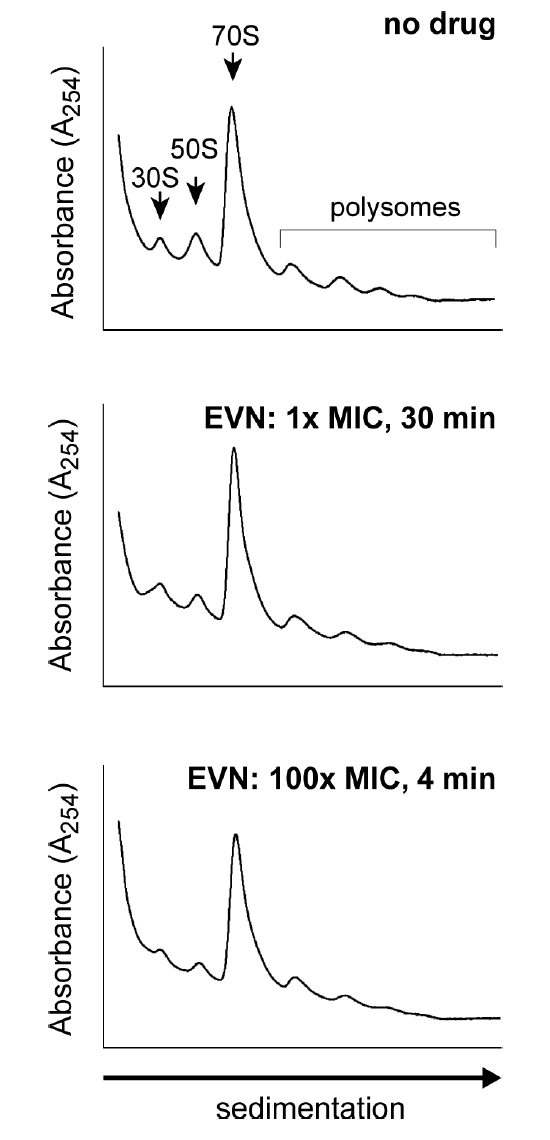 no drug
70S
50S
30S
polysomes
Absorbance (A254)
EVN: 1x MIC, 30 min
Absorbance (A254)
EVN: 100x MIC, 4 min
Absorbance (A254)
sedimentation